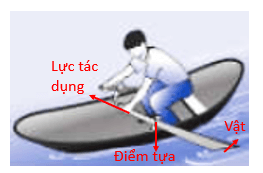 Lực tác
dụng
Vật
Điểm tựa